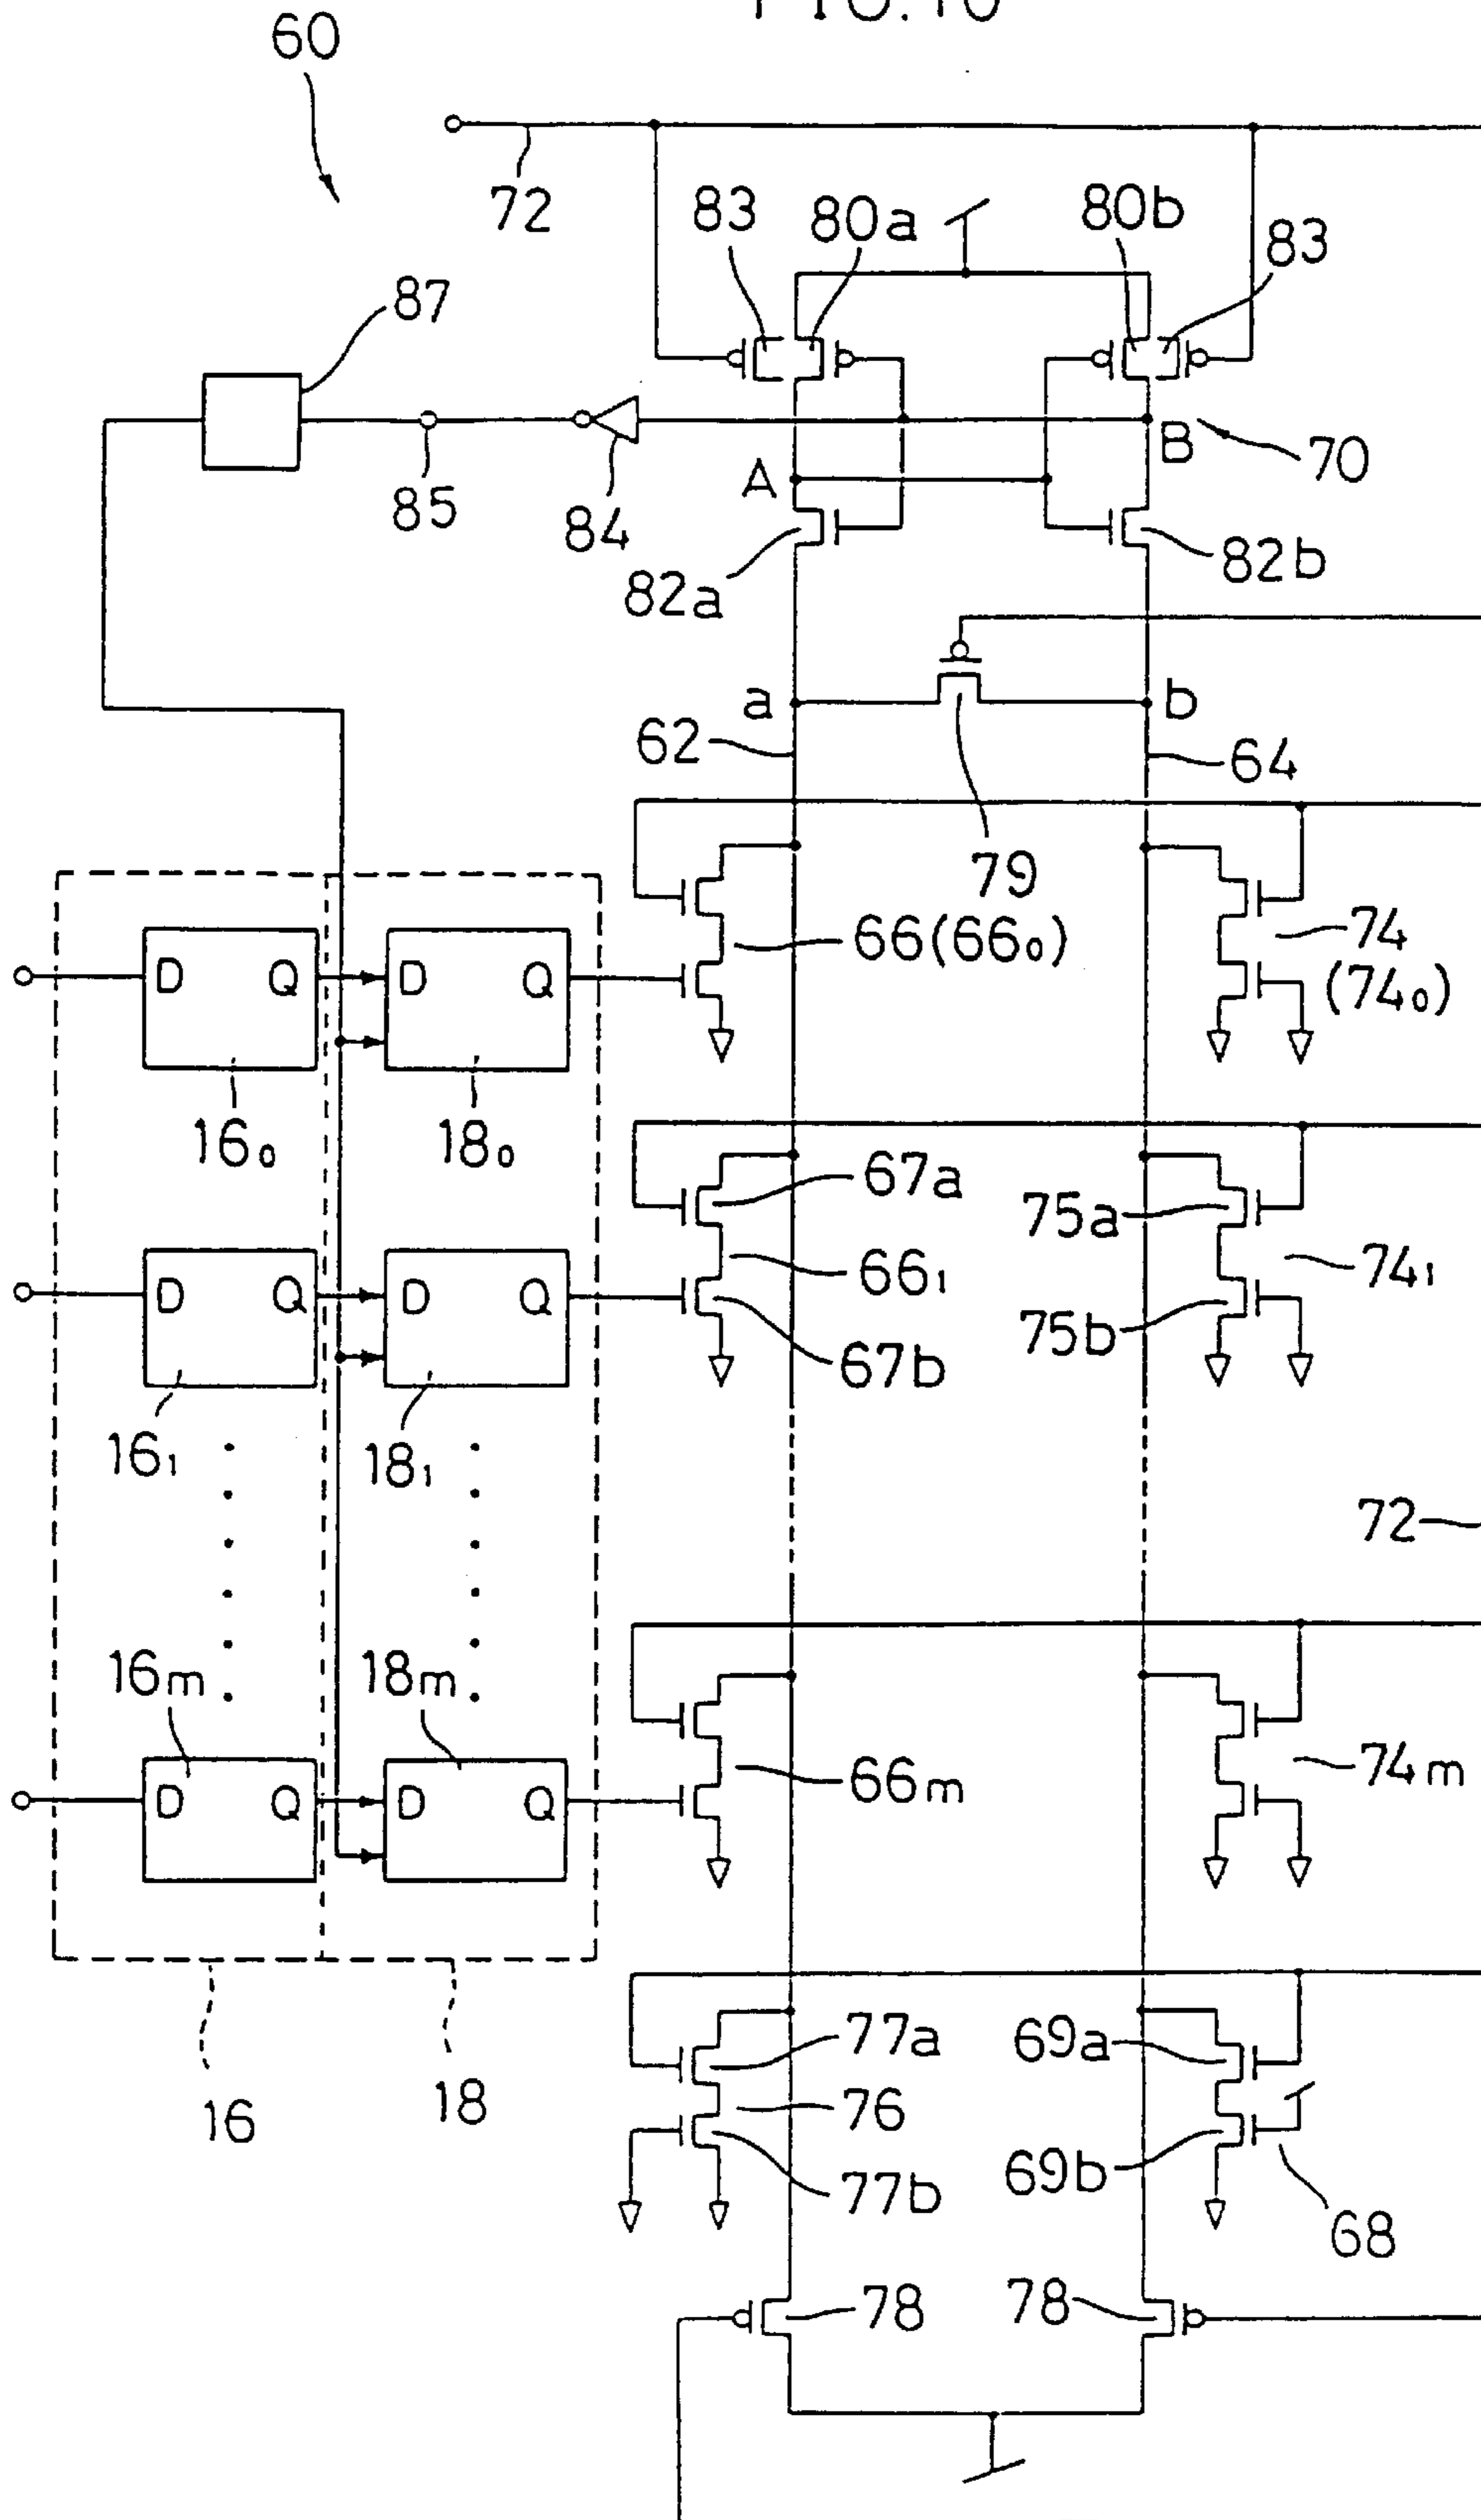 FIG.10
60
72
83
80a
80b
83
87
85
84
A
B
70
82a
82b
a
b
62
64
79
66(66₀)
74
(74₀)
D
Q
D
Q
16₀
18₀
67a
75a
66₁
74₁
75b
67b
D
Q
D
Q
16₁
18₁
72
16m
18m
D
Q
D
Q
66m
74m
77a
69a
76
16
18
77b
69b
68
78
78